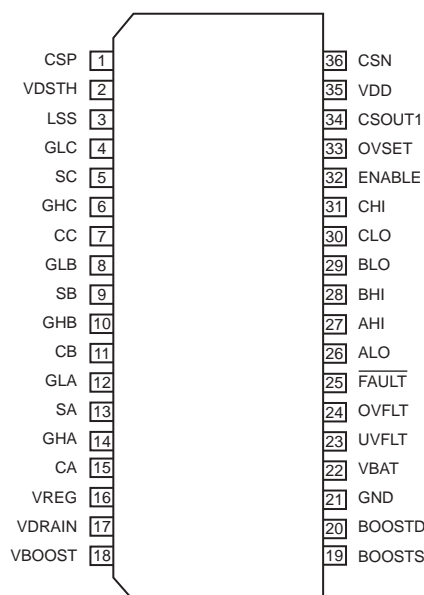 CSP 1 36 CSN
VDSTH 2 35 VDD
LSS 3 34 CSOUT1
GLC 4 33 OVSET
SC 5 32 ENABLE
GHC 6 31 CHI
CC 7 30 CLO
GLB 8 29 BLO
SB 9 28 BHI
GHB 10 27 AHI
CB 11 26 ALO
GLA 12 25 FAULT
SA 13 24 OVFLT
GHA 14 23 UVFLT
CA 15 22 VBAT
VREG 16 21 GND
VDRAIN 17 20 BOOSTD
VBOOST 18 19 BOOSTS